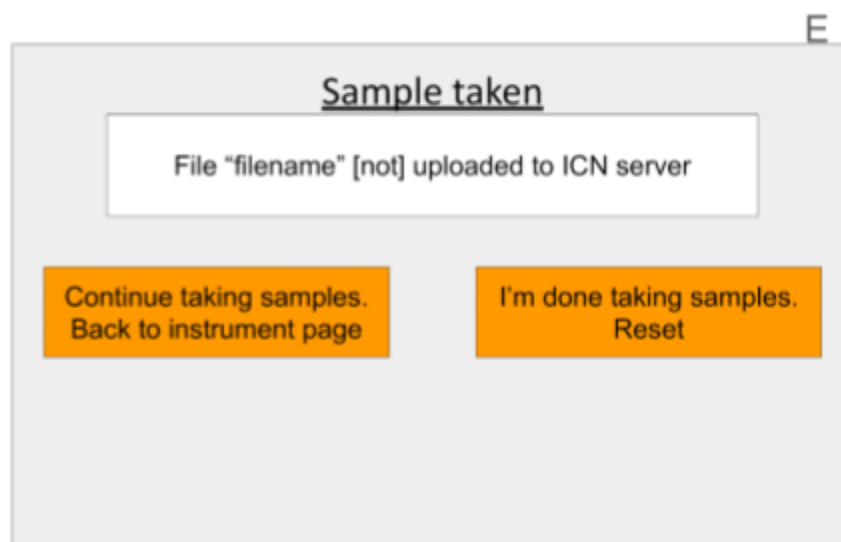 E
Sample taken
File “filename” [not] uploaded to ICN server
Continue taking samples.
Back to instrument page
I’m done taking samples.
Reset